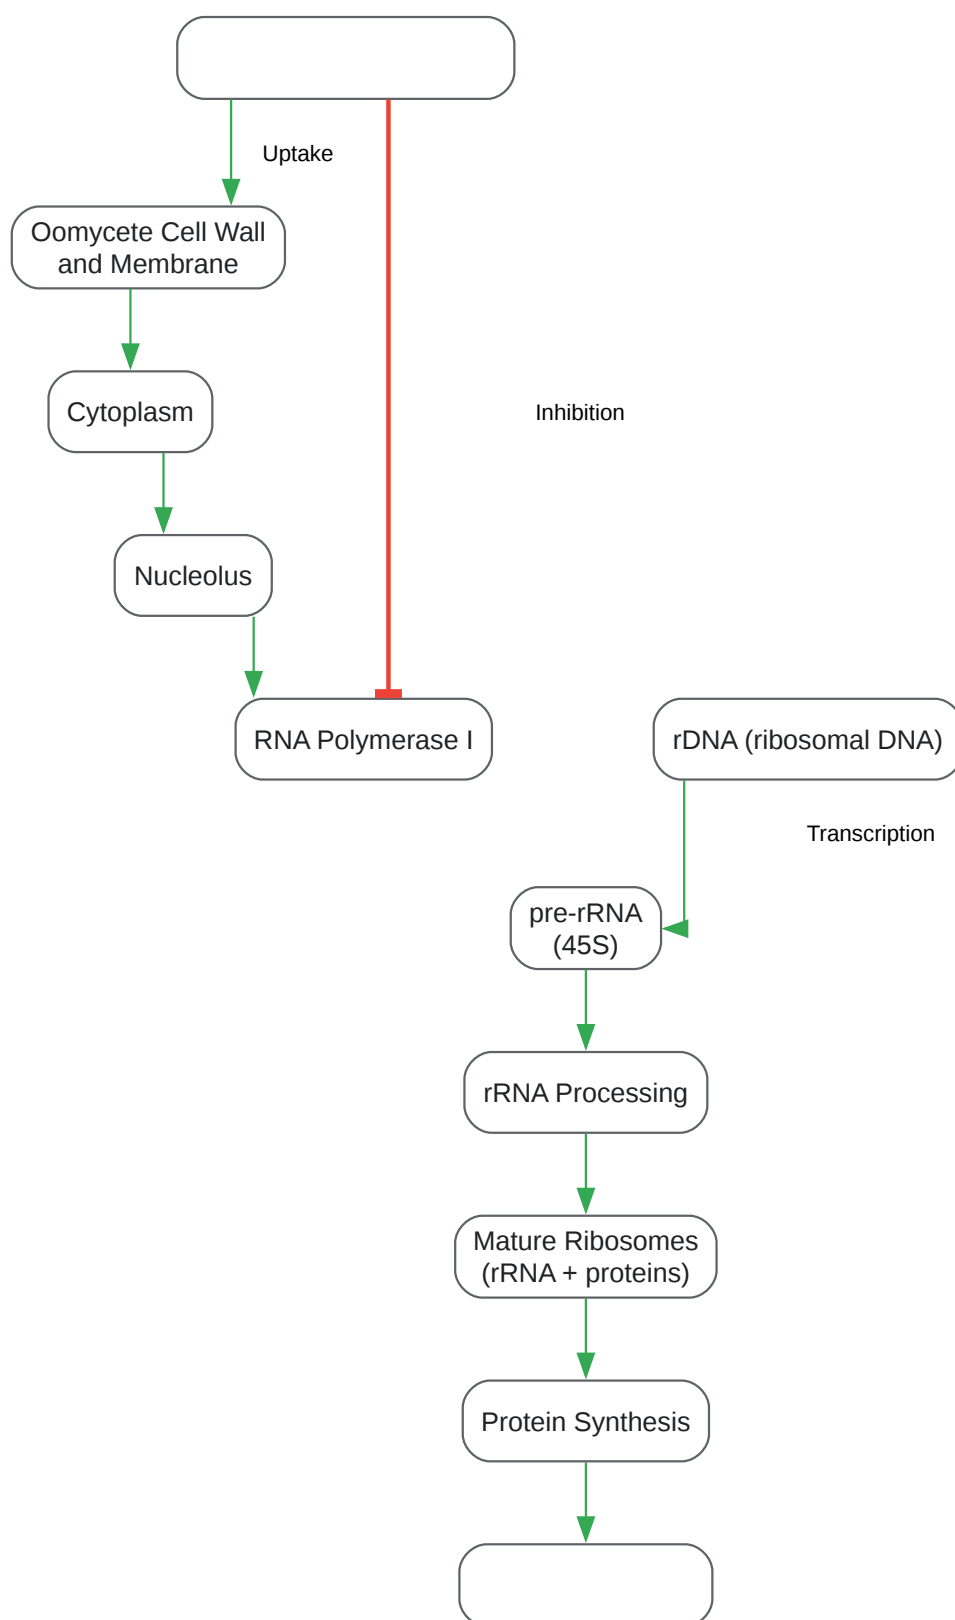 Uptake
Oomycete Cell Wall
and Membrane
Cytoplasm
Inhibition
Nucleolus
RNA Polymerase I
rDNA (ribosomal DNA)
Transcription
pre-rRNA
(45S)
rRNA Processing
Mature Ribosomes
(rRNA + proteins)
Protein Synthesis